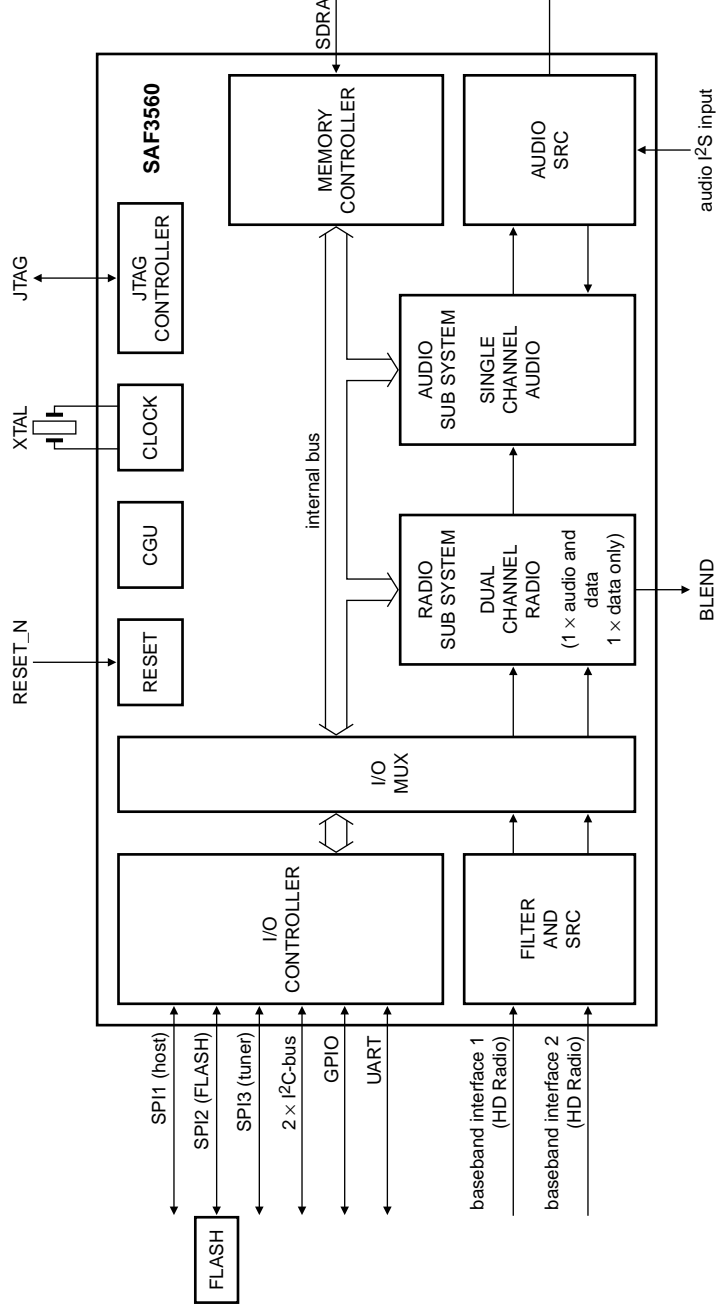 SAF3560
JTAG
XTAL
RESET_N
JTAG
CONTROLLER
CLOCK
CGU
RESET
MEMORY
CONTROLLER
internal bus
I/O
MUX
I/O
CONTROLLER
SPI1 (host)
SPI2 (FLASH)
SPI3 (tuner)
2 × I²C-bus
GPIO
UART
FLASH
baseband interface 1
(HD Radio)
baseband interface 2
(HD Radio)
FILTER
AND
SRC
RADIO
SUB SYSTEM
DUAL
CHANNEL
RADIO
(1 × audio and
data
1 × data only)
AUDIO
SUB SYSTEM
SINGLE
CHANNEL
AUDIO
AUDIO
SRC
BLEND
audio I²S input